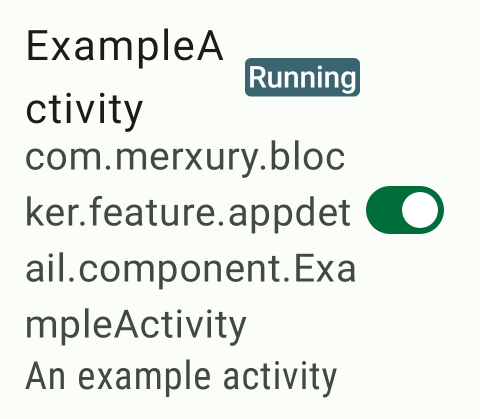 ExampleA
ctivity
Running
com.merxury.bloc
ker.feature.appdet
ail.component.Exa
mpleActivity
An example activity